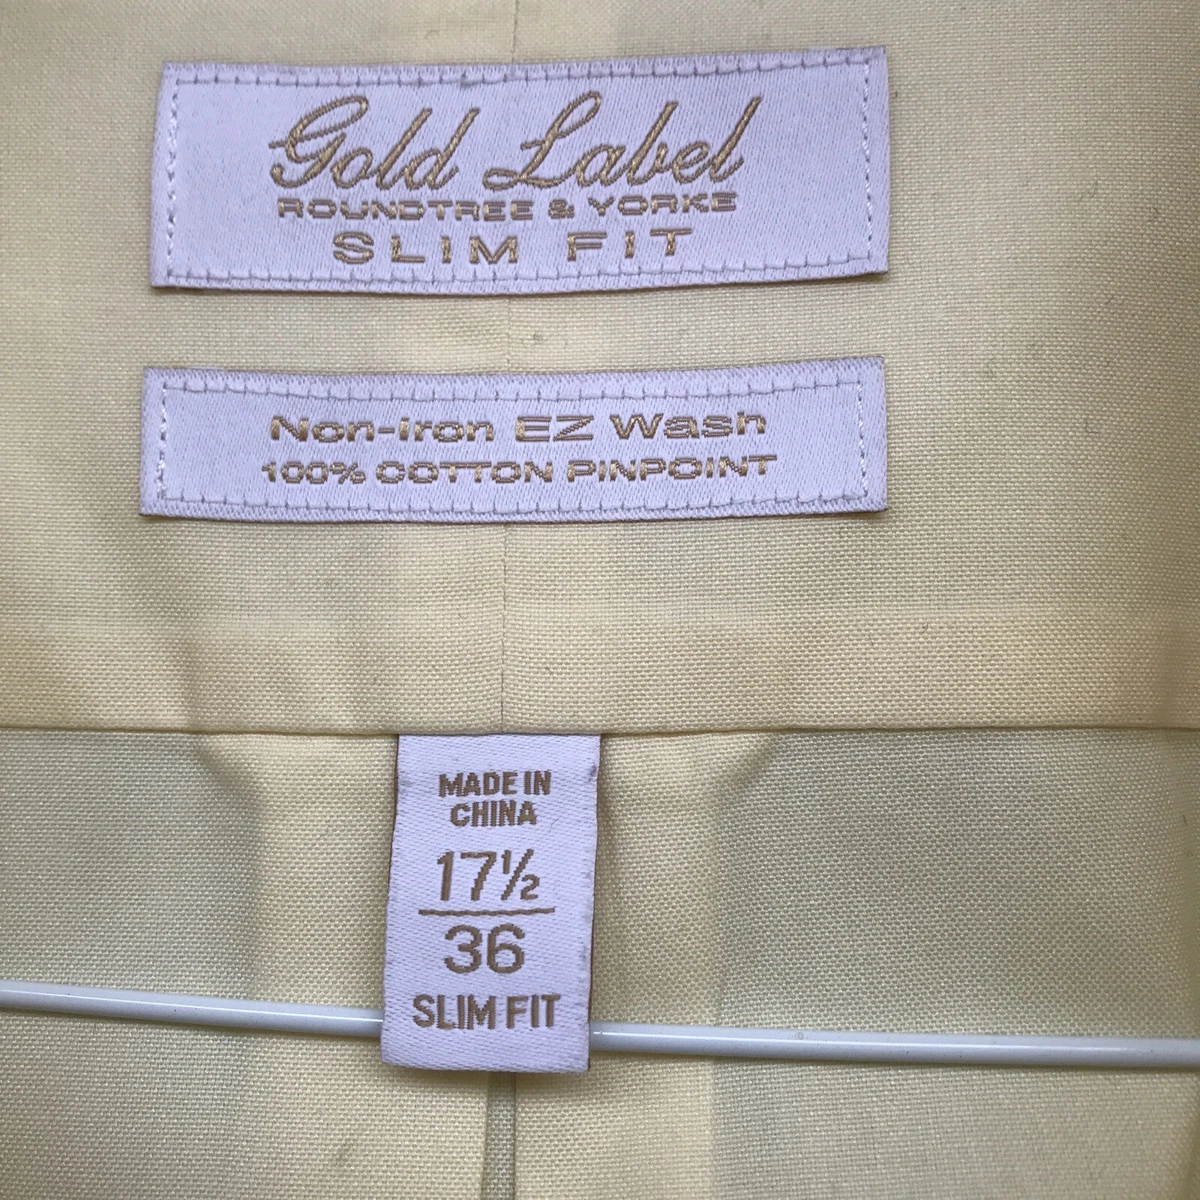 Gold Label
ROUNDTREE & YORKE
SLIM FIT
Non-Iron EZ Wash
100% COTTON PINPOINT
MADE IN
CHINA
17½
36
SLIM FIT